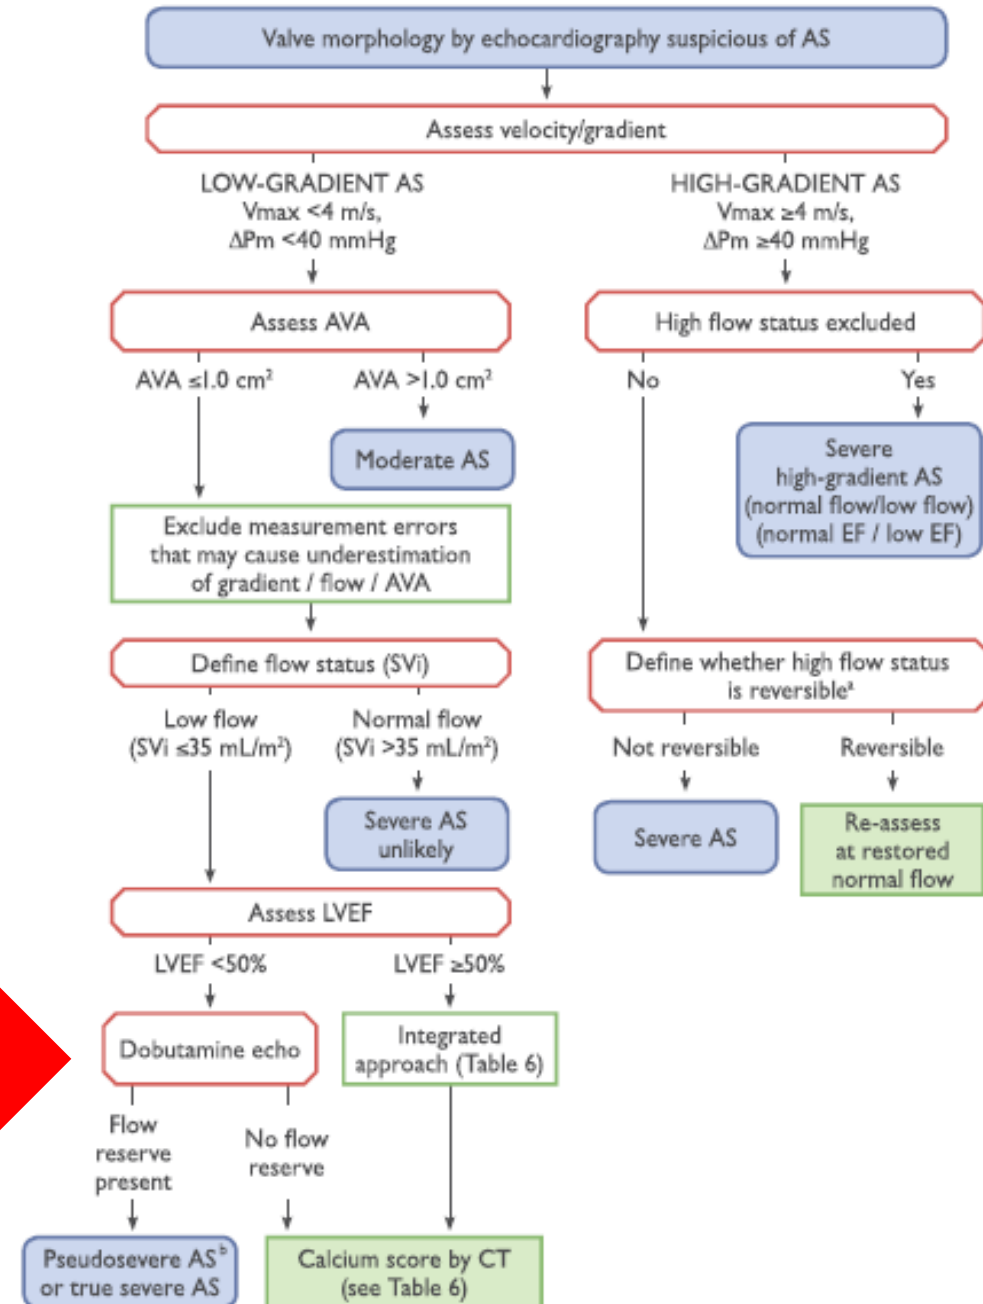 Valve morphology by echocardiography suspicious of AS
Assess velocity/gradient
LOW-GRADIENT AS
Vmax <4 m/s,
ΔPm <40 mmHg
HIGH-GRADIENT AS
Vmax ≥4 m/s,
ΔPm ≥40 mmHg
Assess AVA
High flow status excluded
AVA ≤1.0 cm²
AVA >1.0 cm²
No
Yes
Moderate AS
Severe
high-gradient AS
(normal flow/low flow)
(normal EF / low EF)
Exclude measurement errors
that may cause underestimation
of gradient / flow / AVA
Define flow status (SVi)
Define whether high flow status
is reversibleᵃ
Low flow
(SVi ≤35 mL/m²)
Normal flow
(SVi >35 mL/m²)
Not reversible
Reversible
Severe AS
unlikely
Severe AS
Re-assess
at restored
normal flow
Assess LVEF
LVEF <50%
LVEF ≥50%
Dobutamine echo
Integrated
approach (Table 6)
Flow
reserve
present
No flow
reserve
Pseudosevere ASᵇ
or true severe AS
Calcium score by CT
(see Table 6)